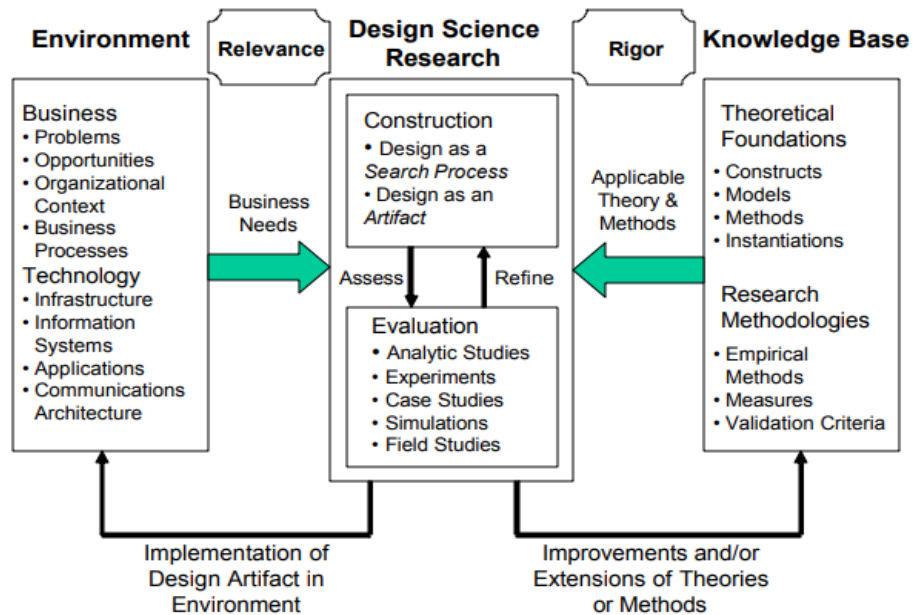 Environment
Relevance
Design Science
Research
Rigor
Knowledge Base
Business
• Problems
• Opportunities
• Organizational
Context
• Business
Processes
Technology
• Infrastructure
• Information
Systems
• Applications
• Communications
Architecture
Business
Needs
Construction
• Design as a
Search Process
• Design as an
Artifact
Assess
Refine
Evaluation
• Analytic Studies
• Experiments
• Case Studies
• Simulations
• Field Studies
Applicable
Theory &
Methods
Theoretical
Foundations
• Constructs
• Models
• Methods
• Instantiations
Research
Methodologies
• Empirical
Methods
• Measures
• Validation Criteria
Implementation of
Design Artifact in
Environment
Improvements and/or
Extensions of Theories
or Methods